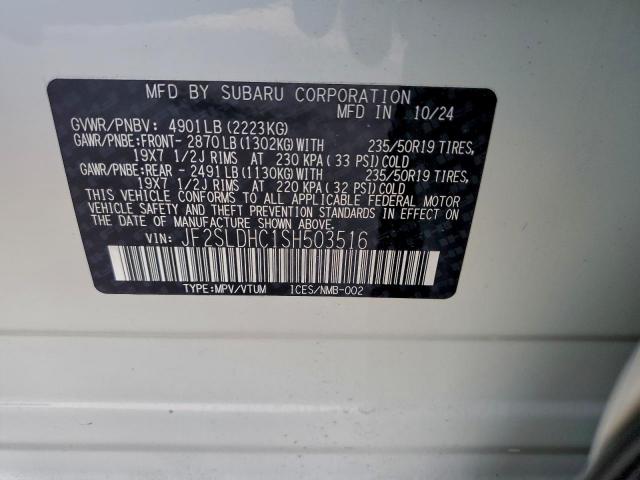 MFD BY SUBARU CORPORATION
MFD IN 10/24
GVWR/PNBV: 4901LB(2223KG)
GAWR/PNBE:FRONT- 2870LB(1302KG)WITH 235/50R19 TIRES,
19X7 1/2J RIMS AT 230 KPA(33 PSI)COLD
GAWR/PNBE:REAR - 2491LB(1130KG)WITH 235/50R19 TIRES,
19X7 1/2J RIMS AT 220 KPA(32 PSI)COLD
THIS VEHICLE CONFORMS TO ALL APPLICABLE FEDERAL MOTOR
VEHICLE SAFETY AND THEFT PREVENTION STANDARDS IN EFFECT
ON THE DATE OF MANUFACTURE SHOWN ABOVE.
VIN: JF2SLDHC1SH503516
TYPE:MPV/VTUM ICES/NMB-002